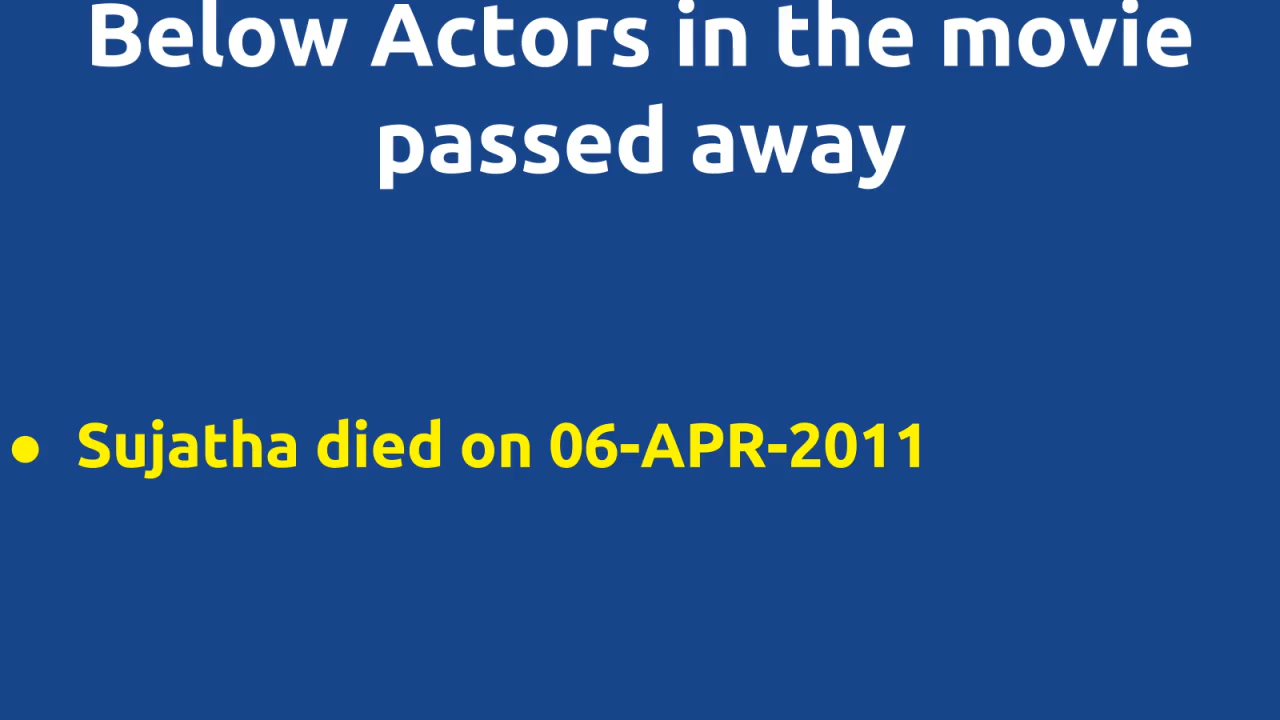 Below Actors in the movie
passed away
● Sujatha died on 06-APR-2011